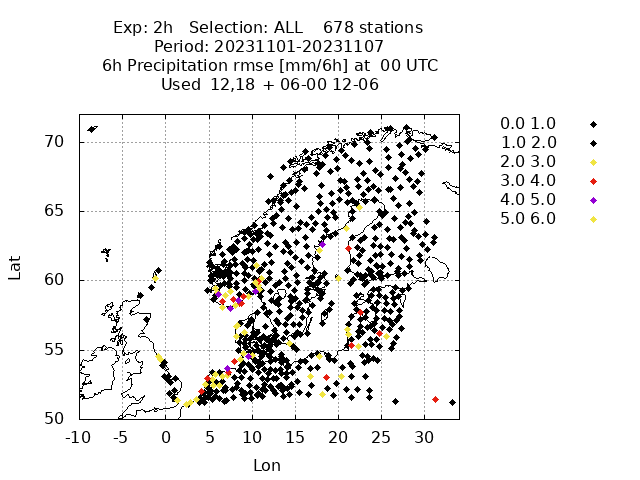 Exp: 2h   Selection: ALL    678 stations
Period: 20231101-20231107
6h Precipitation rmse [mm/6h] at  00 UTC
Used  12,18 + 06-00 12-06
0.0 1.0
1.0 2.0
2.0 3.0
3.0 4.0
4.0 5.0
5.0 6.0
70
65
60
55
50
Lat
-10 -5 0 5 10 15 20 25 30
Lon